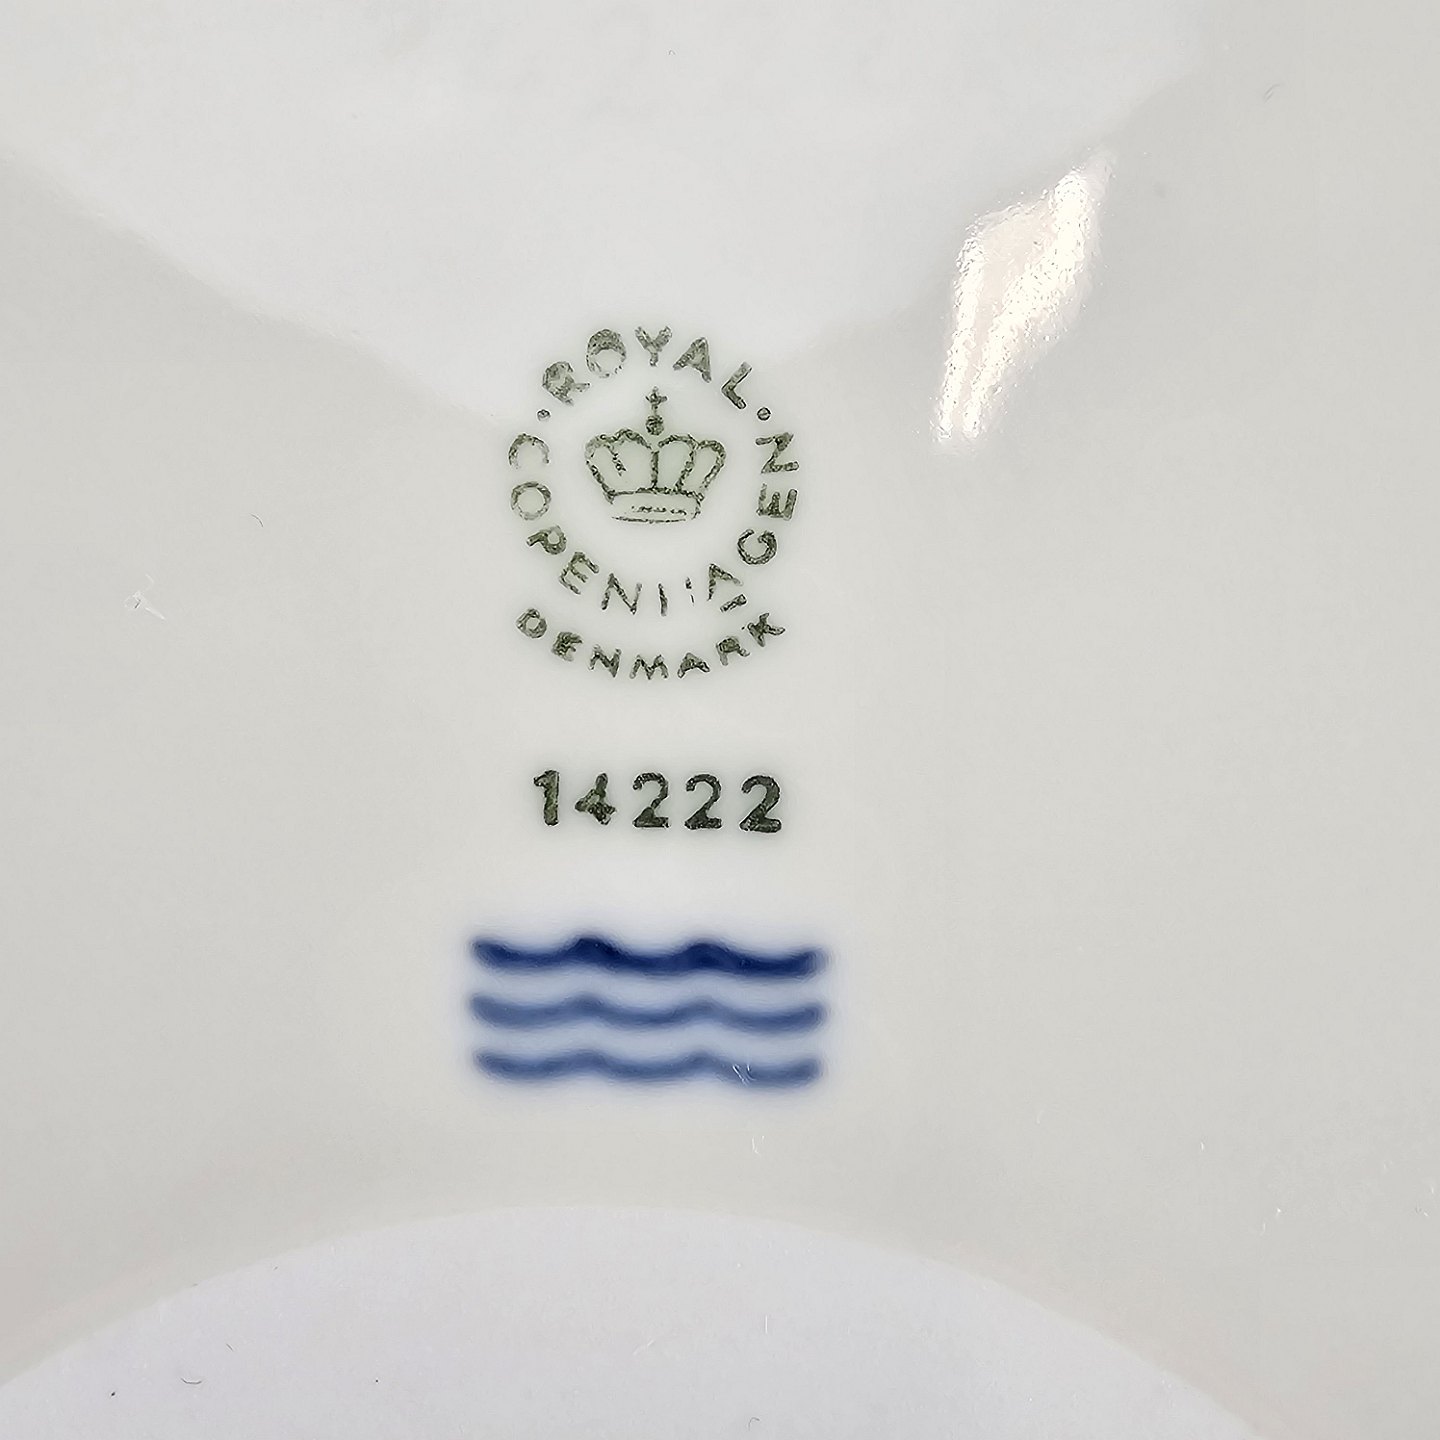 · ROYAL ·
COPENHAGEN
DENMARK
14222